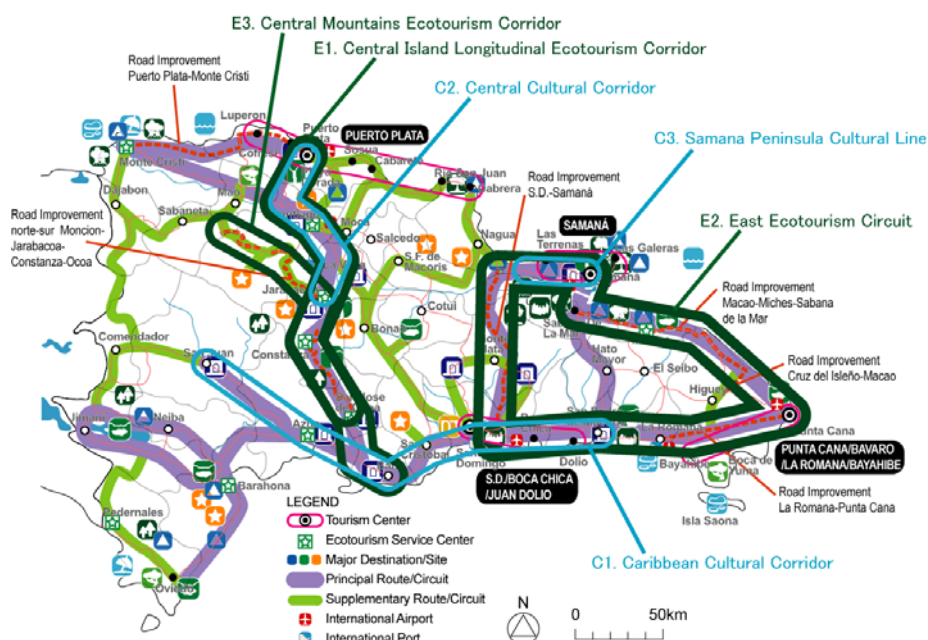 E3. Central Mountains Ecotourism Corridor
E1. Central Island Longitudinal Ecotourism Corridor
C2. Central Cultural Corridor
C3. Samana Peninsula Cultural Line
E2. East Ecotourism Circuit
C1. Caribbean Cultural Corridor
Road Improvement
Puerto Plata-Monte Cristi
Road Improvement
norte-sur Moncion-
Jarabacoa-
Constanza-Ocoa
Road Improvement
S.D.-Samaná
Road Improvement
Macao-Miches-Sabana
de la Mar
Road Improvement
Cruz del Isleño-Macao
Road Improvement
La Romana-Punta Cana
PUERTO PLATA
SAMANÁ
PUNTA CANA/BAVARO
/LA ROMANA/BAYAHIBE
S.D./BOCA CHICA
/JUAN DOLIO
Luperon
Puerto
Sosua
Cabarete
Cabrera
Monte Cristi
Dajabon
Sabaneta
Mao
Moca
Salcedo
S.F. de
Macoris
Nagua
Las
Terrenas
Las Galeras
Cotui
Constanza
Comendador
San Juan
Hato
Mayor
El Seibo
Higuey
La Mar
Jimani
Neiba
Barahona
Pedernales
Oviedo
San
Cristobal
Domingo
Dolio
La Romana
Punta Cana
Boca de
Yuma
Isla Saona
LEGEND
Tourism Center
Ecotourism Service Center
Major Destination/Site
Principal Route/Circuit
Supplementary Route/Circuit
International Airport
International Port
N
0 50km